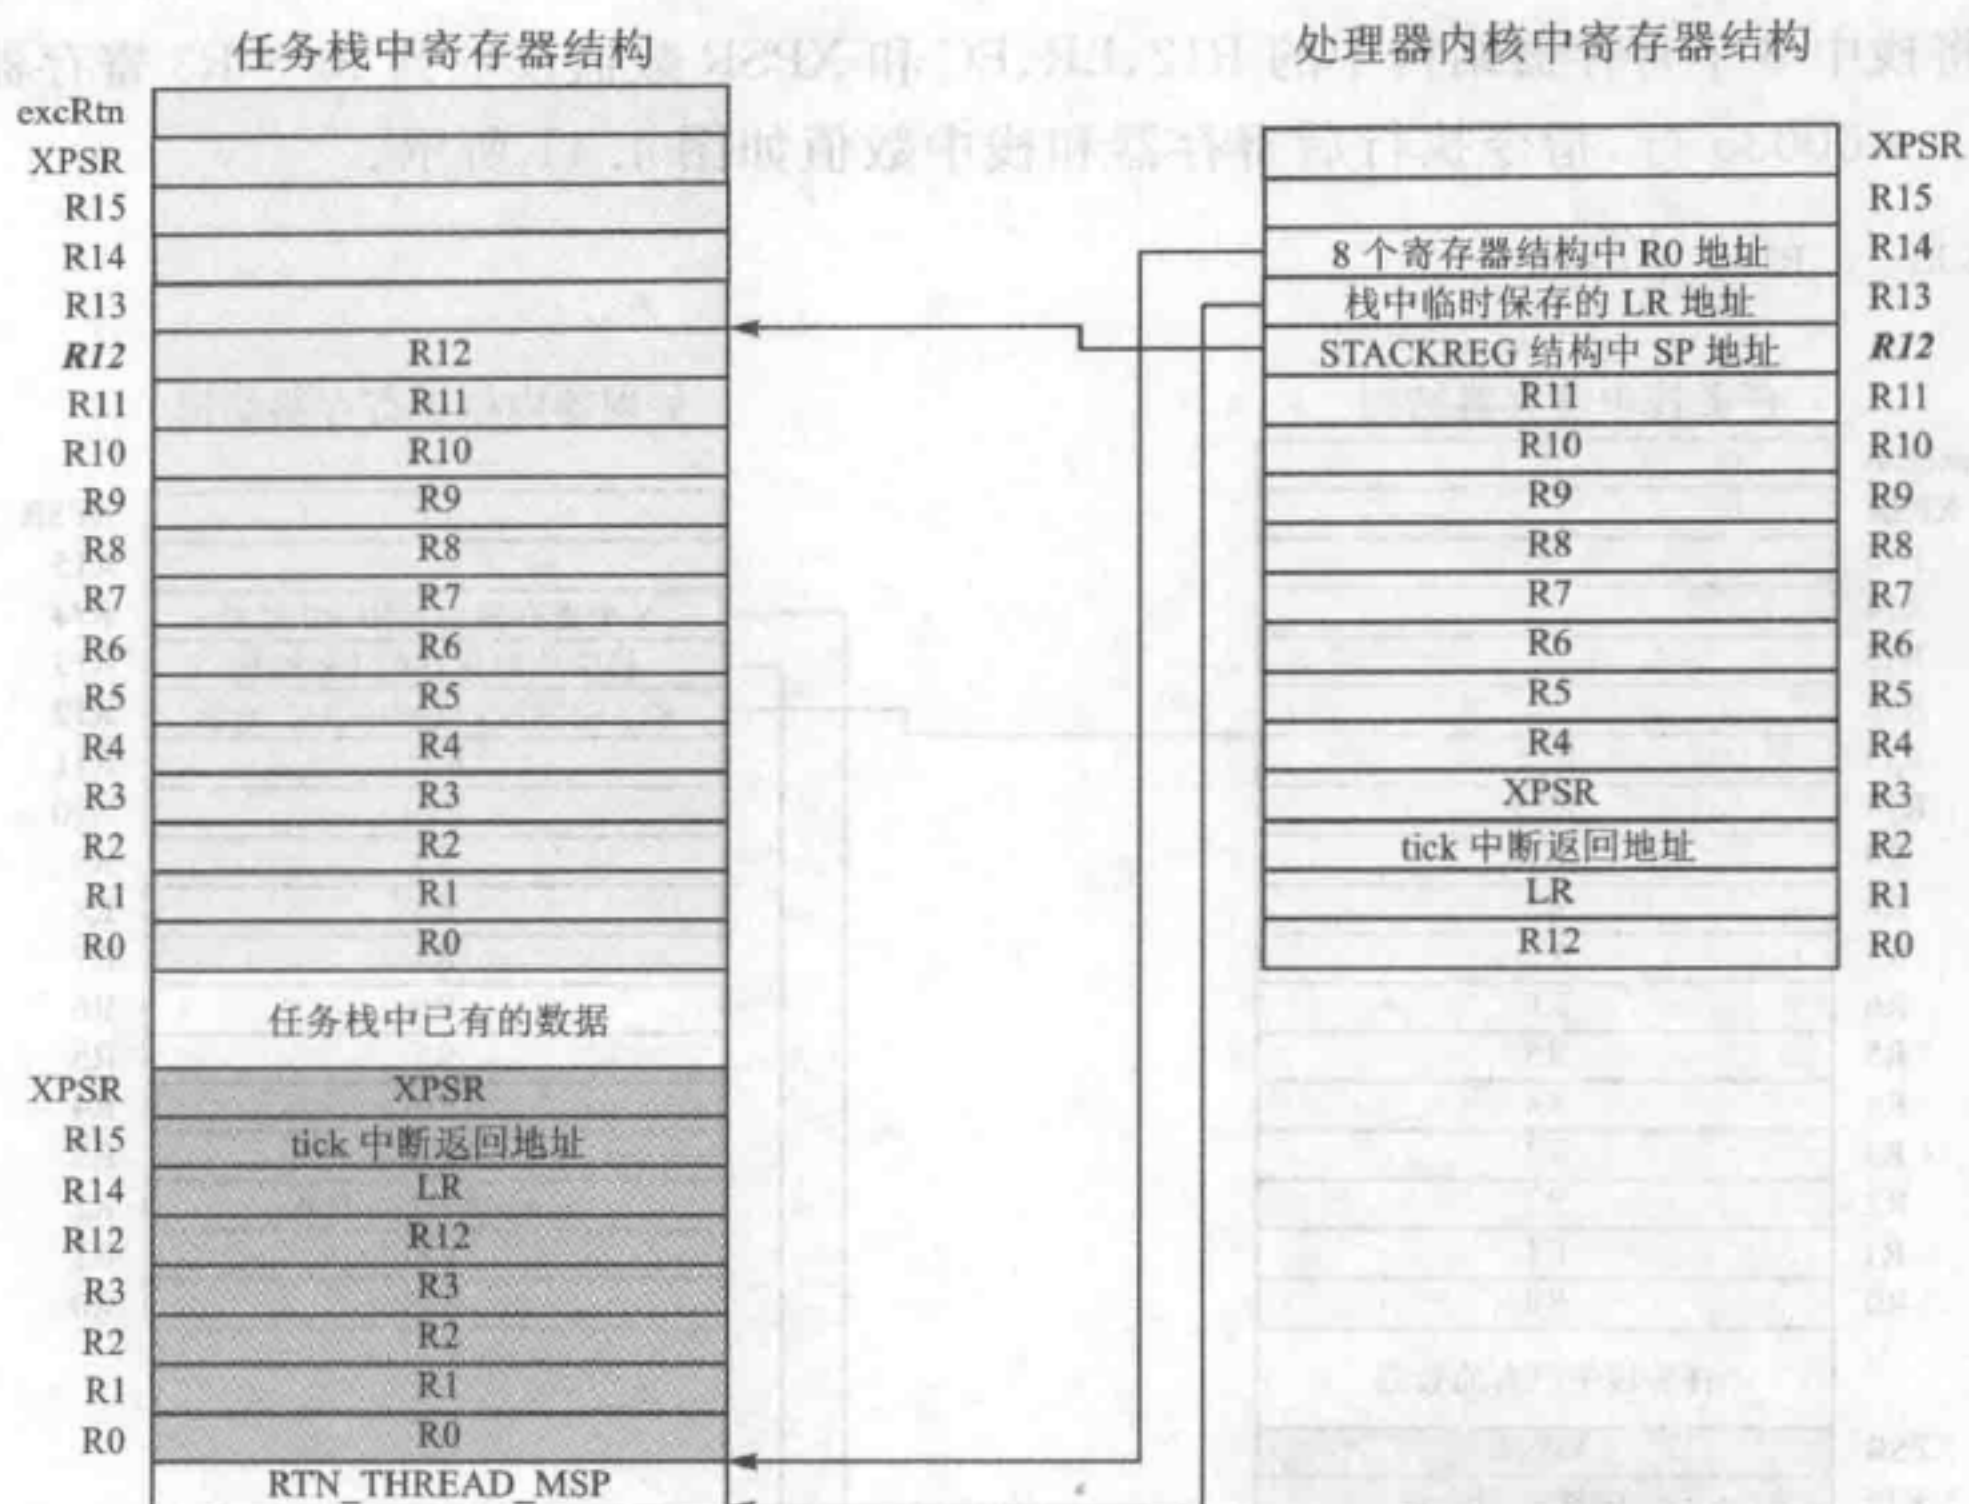 任务栈中寄存器结构
excRtn
XPSR
R15
R14
R13
R12 R12
R11 R11
R10 R10
R9 R9
R8 R8
R7 R7
R6 R6
R5 R5
R4 R4
R3 R3
R2 R2
R1 R1
R0 R0
任务栈中已有的数据
XPSR XPSR
R15 tick 中断返回地址
R14 LR
R12 R12
R3 R3
R2 R2
R1 R1
R0 R0
RTN_THREAD_MSP
处理器内核中寄存器结构
XPSR
R15
8 个寄存器结构中 R0 地址 R14
栈中临时保存的 LR 地址 R13
STACKREG 结构中 SP 地址 R12
R11 R11
R10 R10
R9 R9
R8 R8
R7 R7
R6 R6
R5 R5
R4 R4
XPSR R3
tick 中断返回地址 R2
LR R1
R12 R0